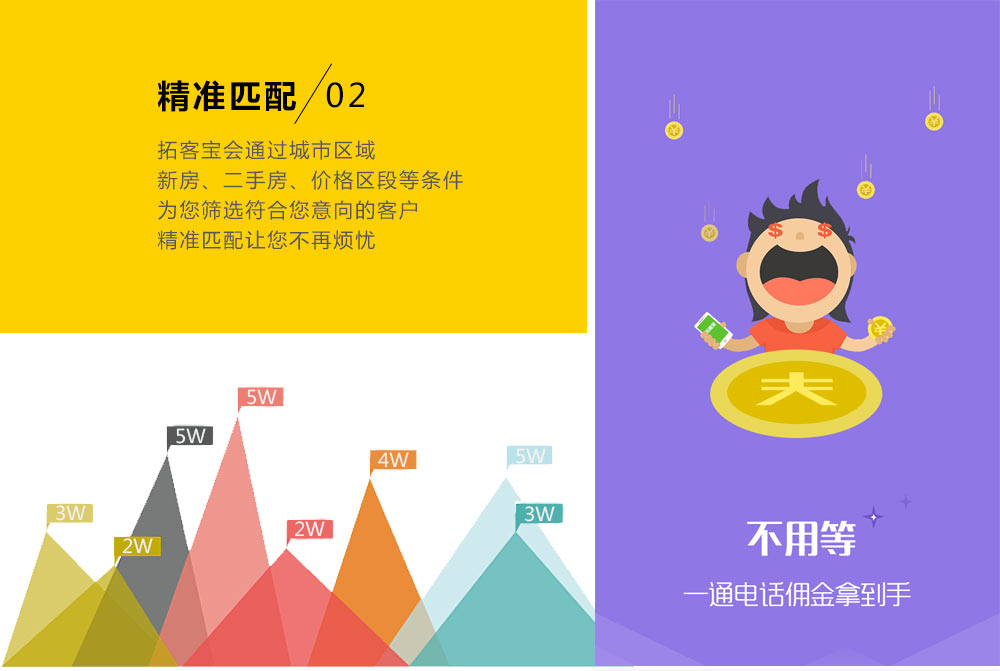 精准匹配/02
拓客宝会通过城市区域
新房、二手房、价格区段等条件
为您筛选符合您意向的客户
精准匹配让您不再烦忧
5W
5W
4W
5W
3W
3W
2W
2W
$ $
¥
不用等
一通电话佣金拿到手